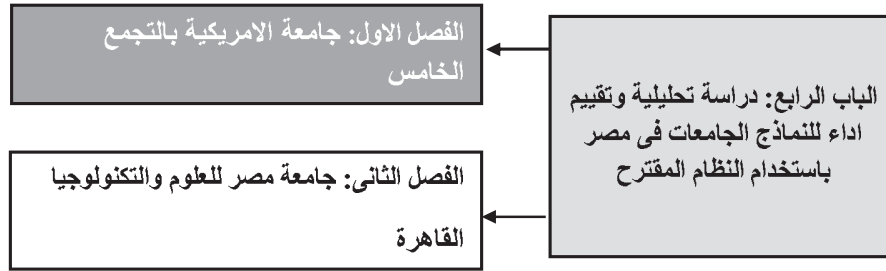 الباب الرابع: دراسة تحليلية وتقييم
اداء للنماذج الجامعات فى مصر
باستخدام النظام المقترح
الفصل الاول: جامعة الامريكية بالتجمع
الخامس
الفصل الثانى: جامعة مصر للعلوم والتكنولوجيا
القاهرة